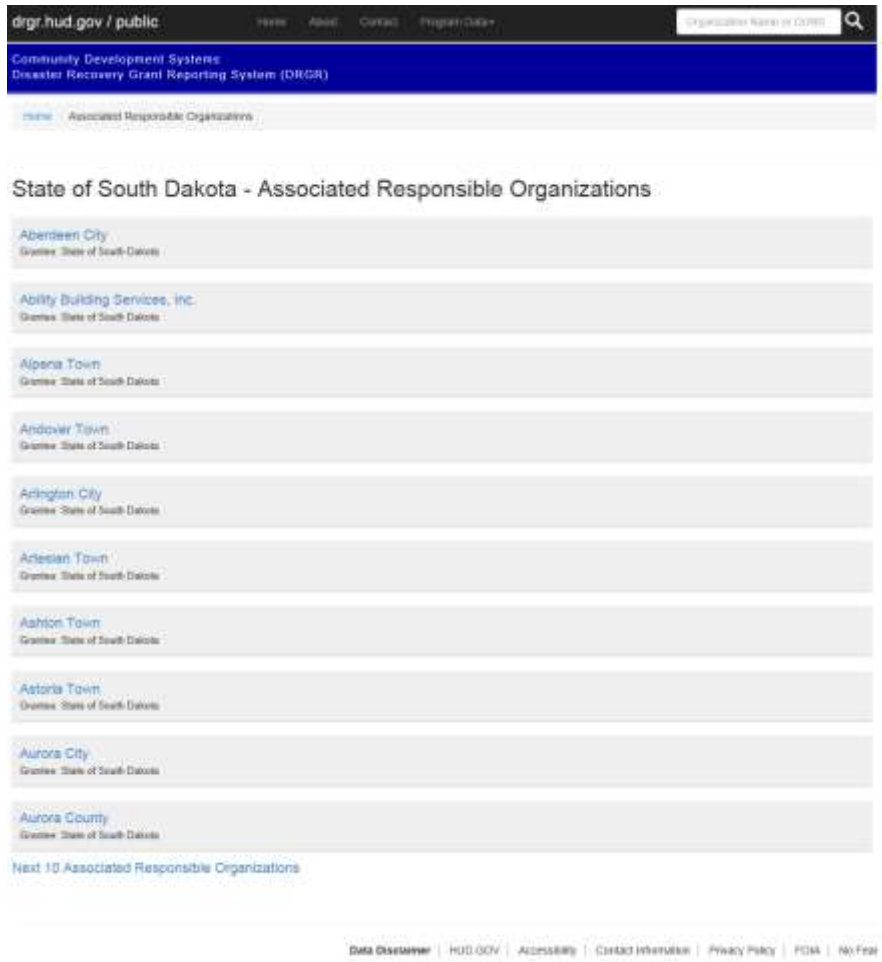 drgr.hud.gov / public Home About Contact Program Data Organization Name or DUNS
Community Development Systems
Disaster Recovery Grant Reporting System (DRGR)
Home Associated Responsible Organizations
State of South Dakota - Associated Responsible Organizations
Aberdeen City
Grantee: State of South Dakota
Ability Building Services, Inc.
Grantee: State of South Dakota
Alpena Town
Grantee: State of South Dakota
Andover Town
Grantee: State of South Dakota
Arlington City
Grantee: State of South Dakota
Artesian Town
Grantee: State of South Dakota
Ashton Town
Grantee: State of South Dakota
Astoria Town
Grantee: State of South Dakota
Aurora City
Grantee: State of South Dakota
Aurora County
Grantee: State of South Dakota
Next 10 Associated Responsible Organizations
Data Disclaimer | HUD.GOV | Accessibility | Contact Information | Privacy Policy | FOIA | No Fear